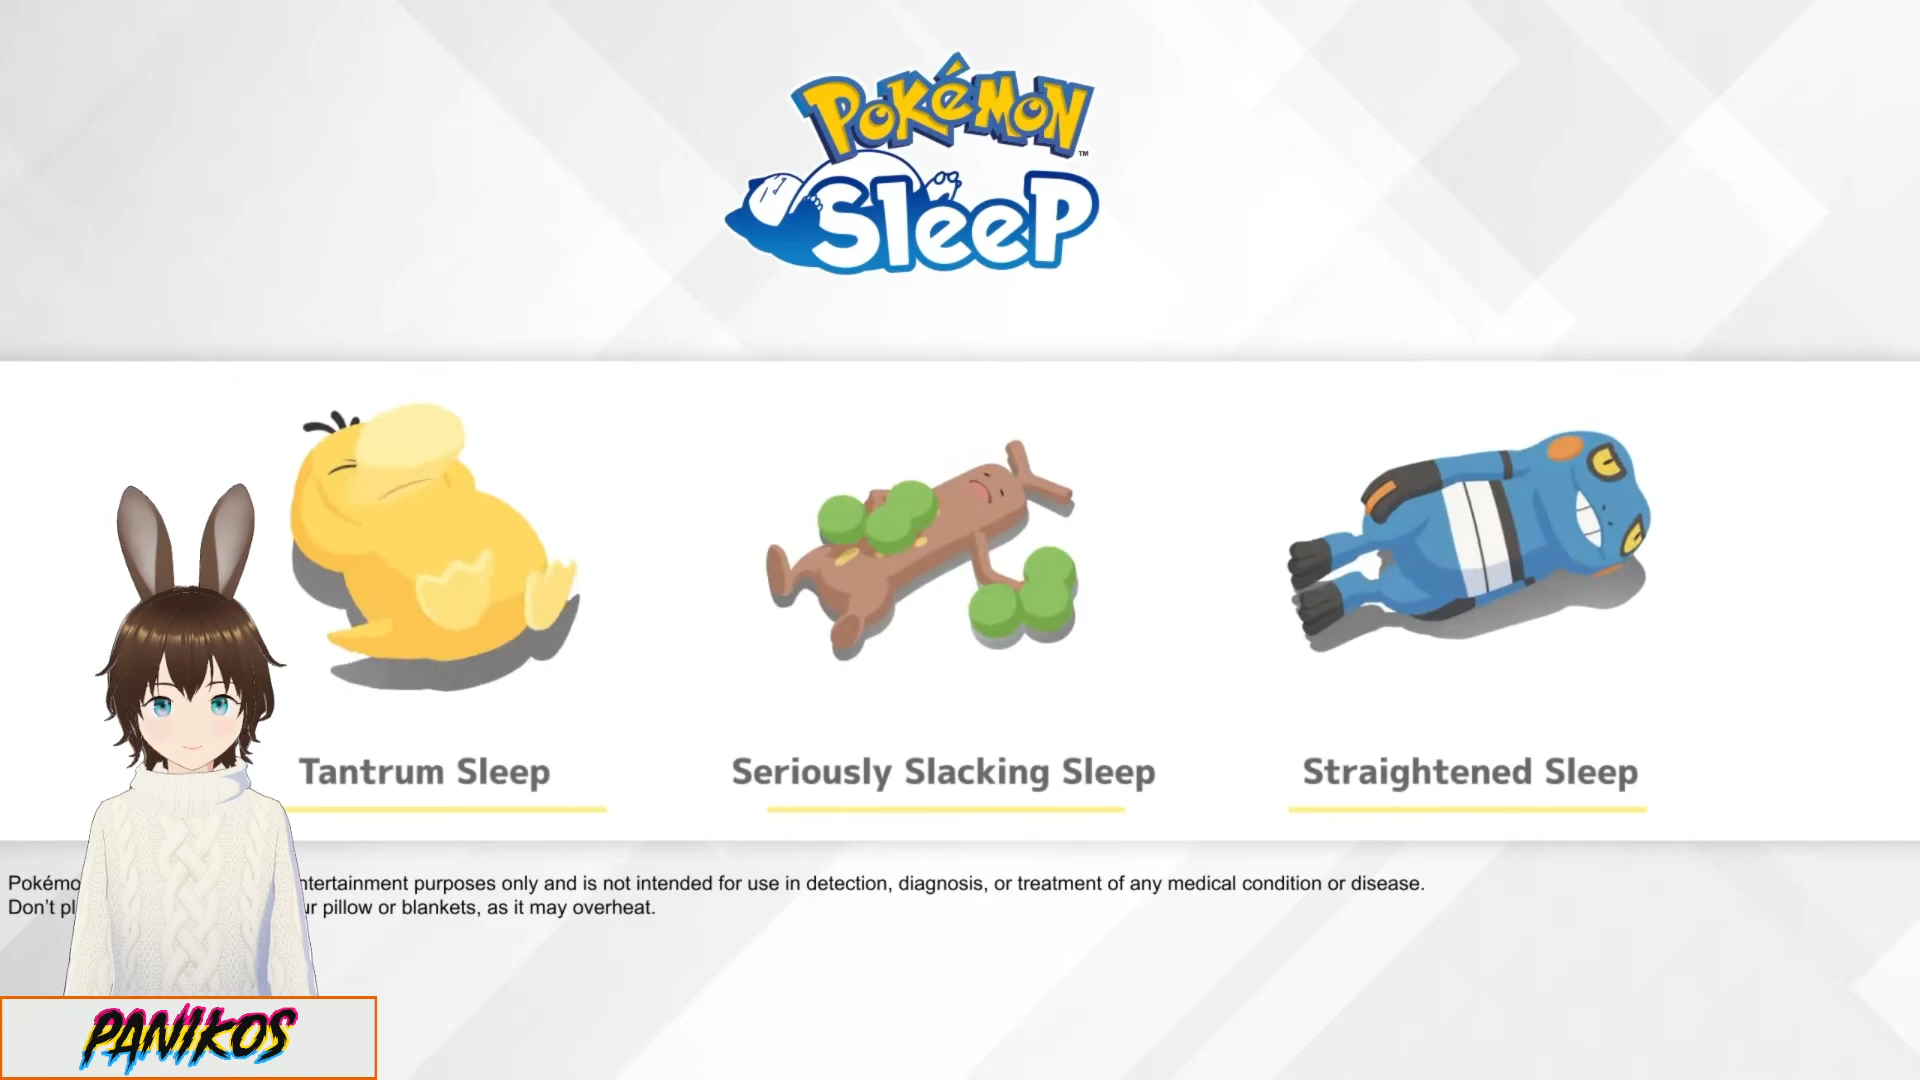 POKéMON™
SleeP
Tantrum Sleep
Seriously Slacking Sleep
Straightened Sleep
Pokémo ntertainment purposes only and is not intended for use in detection, diagnosis, or treatment of any medical condition or disease.
Don't pl ur pillow or blankets, as it may overheat.
PANIKOS